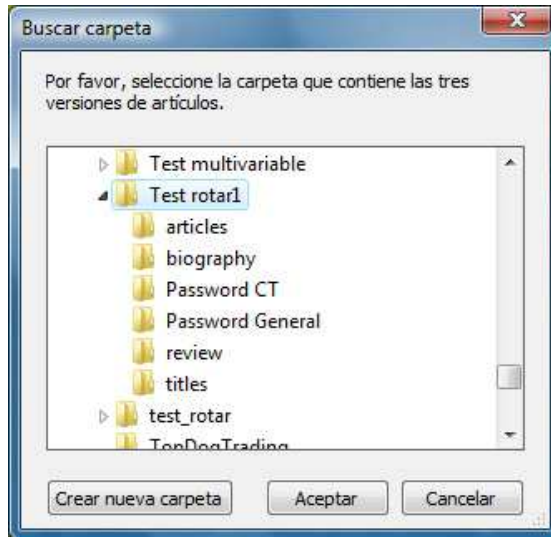 Buscar carpeta
Por favor, seleccione la carpeta que contiene las tres
versiones de artículos.
Test multivariable
Test rotar1
articles
biography
Password CT
Password General
review
titles
test_rotar
TopDogTrading
Crear nueva carpeta
Aceptar
Cancelar